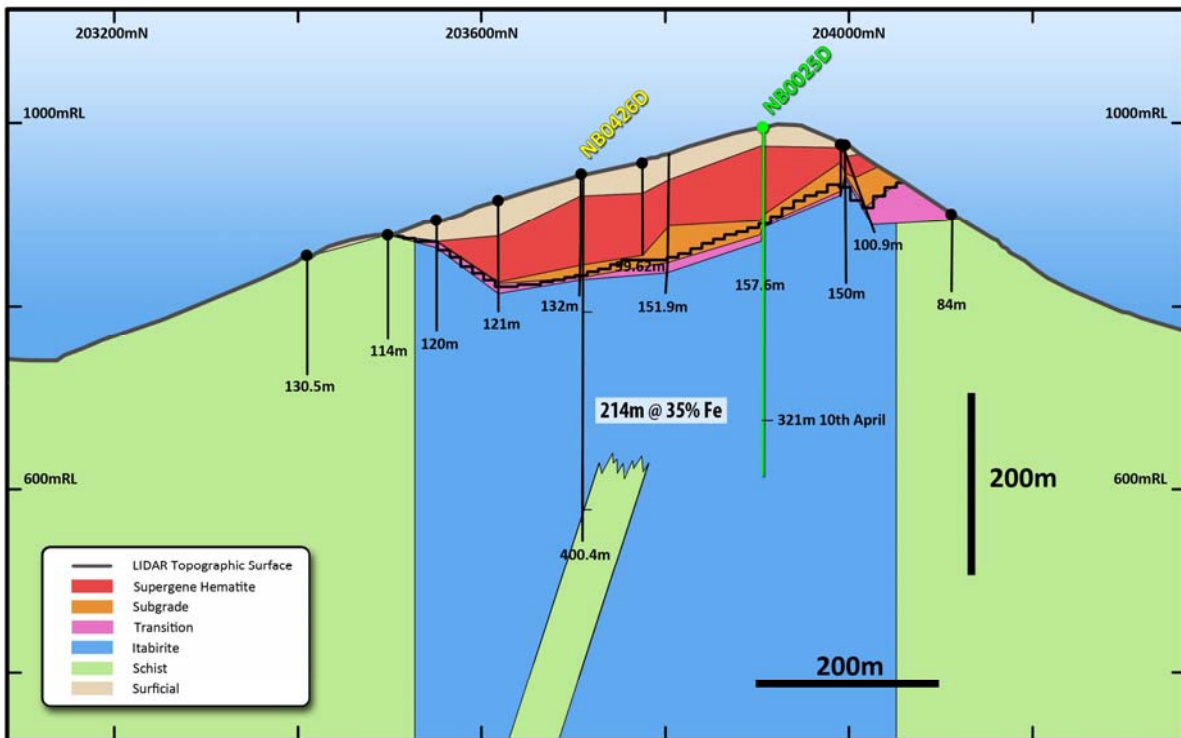 203200mN
203600mN
204000mN
1000mRL
1000mRL
NB0426D
NB0025D
99.62m
100.9m
132m
151.9m
157.6m
150m
84m
121m
120m
114m
130.5m
214m @ 35% Fe
321m 10th April
600mRL
600mRL
200m
400.4m
200m
LIDAR Topographic Surface
Supergene Hematite
Subgrade
Transition
Itabirite
Schist
Surficial